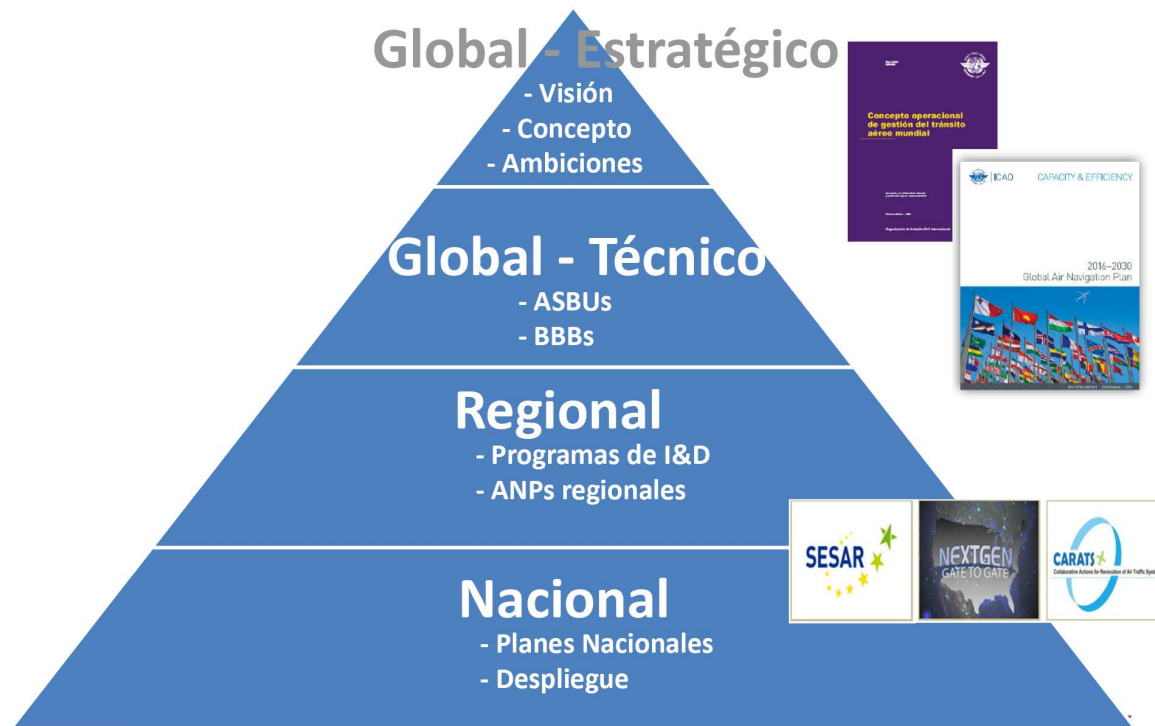 Global - Estratégico
- Visión
- Concepto
- Ambiciones
Global - Técnico
- ASBUs
- BBBs
Regional
- Programas de I&D
- ANPs regionales
Nacional
- Planes Nacionales
- Despliegue
Concepto operacional
de gestión del tránsito
aéreo mundial
Organización de Aviación Civil Internacional
ICAO
CAPACITY & EFFICIENCY
2016–2030
Global Air Navigation Plan
SESAR
NEXTGEN
GATE TO GATE
CARATS
Collaborative Actions for Renovation of Air Traffic Syst